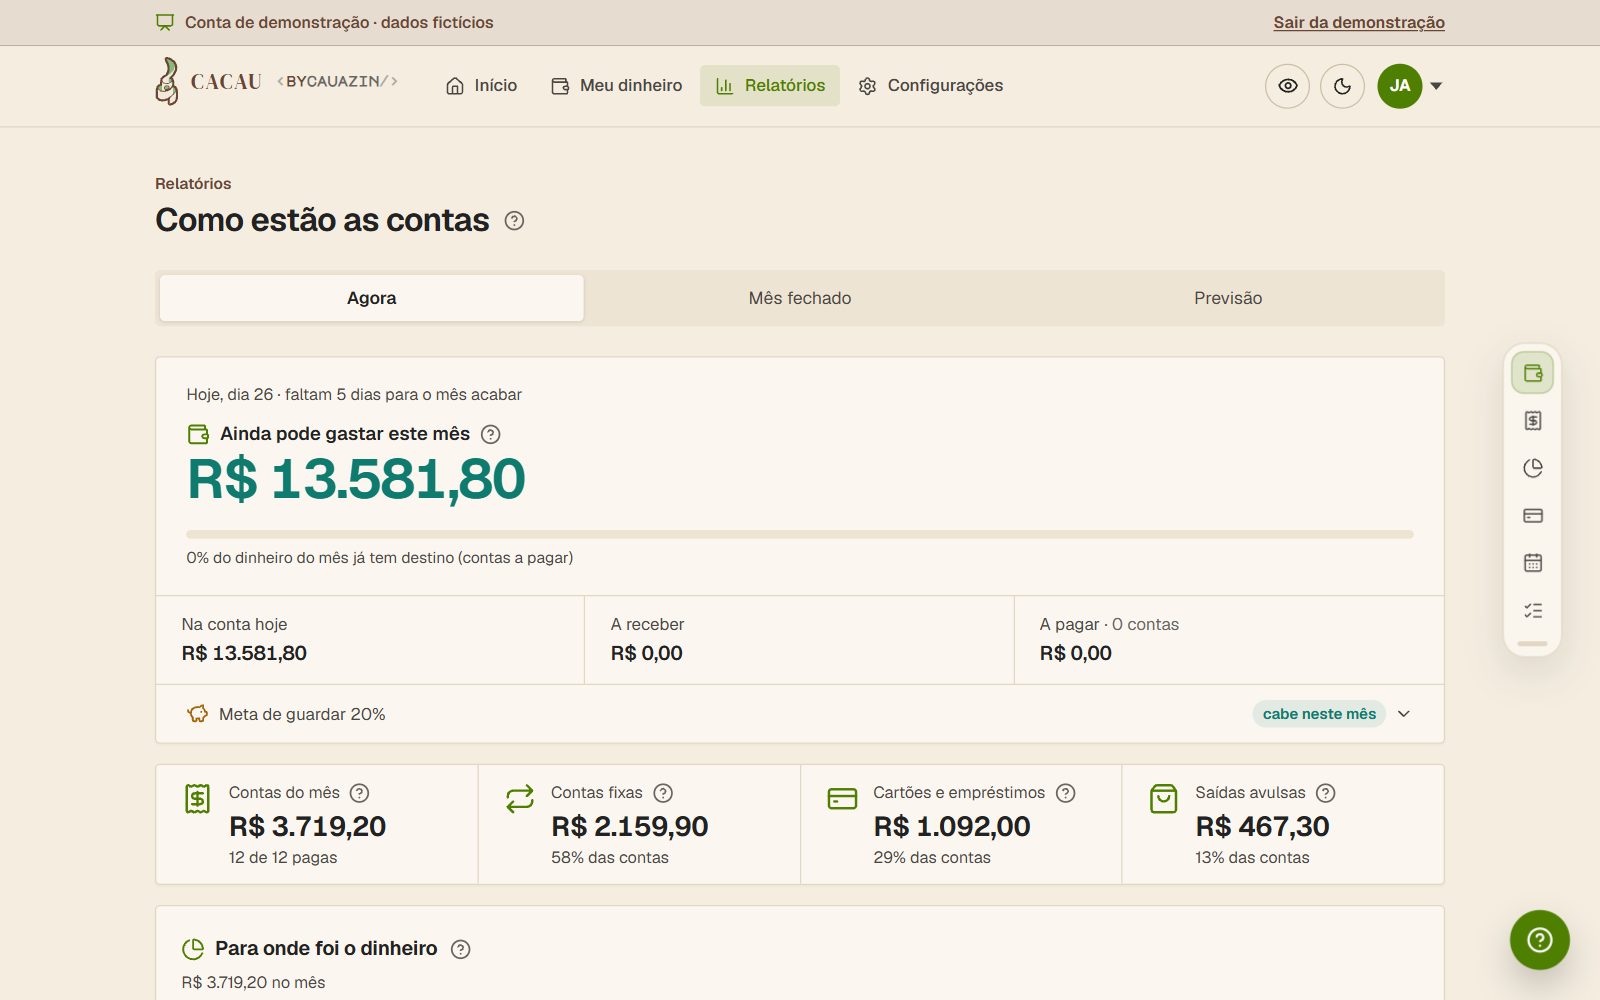 Conta de demonstração · dados fictícios
Sair da demonstração
CACAU
<BYCAUAZIN/>
Início
Meu dinheiro
Relatórios
Configurações
JA
Relatórios
Como estão as contas
Agora
Mês fechado
Previsão
Hoje, dia 26 · faltam 5 dias para o mês acabar
Ainda pode gastar este mês
R$ 13.581,80
0% do dinheiro do mês já tem destino (contas a pagar)
Na conta hoje
R$ 13.581,80
A receber
R$ 0,00
A pagar · 0 contas
R$ 0,00
Meta de guardar 20%
cabe neste mês
Contas do mês
R$ 3.719,20
12 de 12 pagas
Contas fixas
R$ 2.159,90
58% das contas
Cartões e empréstimos
R$ 1.092,00
29% das contas
Saídas avulsas
R$ 467,30
13% das contas
Para onde foi o dinheiro
R$ 3.719,20 no mês